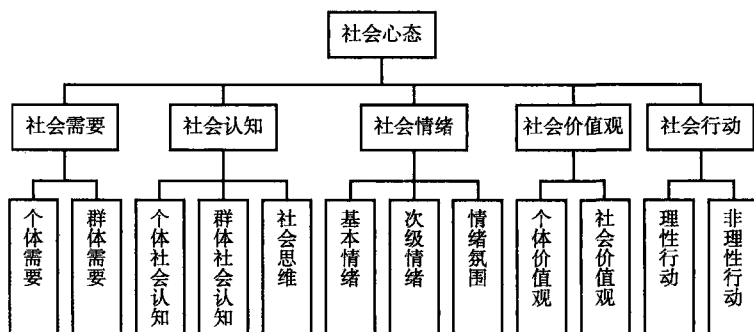 社会心态
社会需要
社会认知
社会情绪
社会价值观
社会行动
个体需要
群体需要
个体社会认知
群体社会认知
社会思维
基本情绪
次级情绪
情绪氛围
个体价值观
社会价值观
理性行动
非理性行动